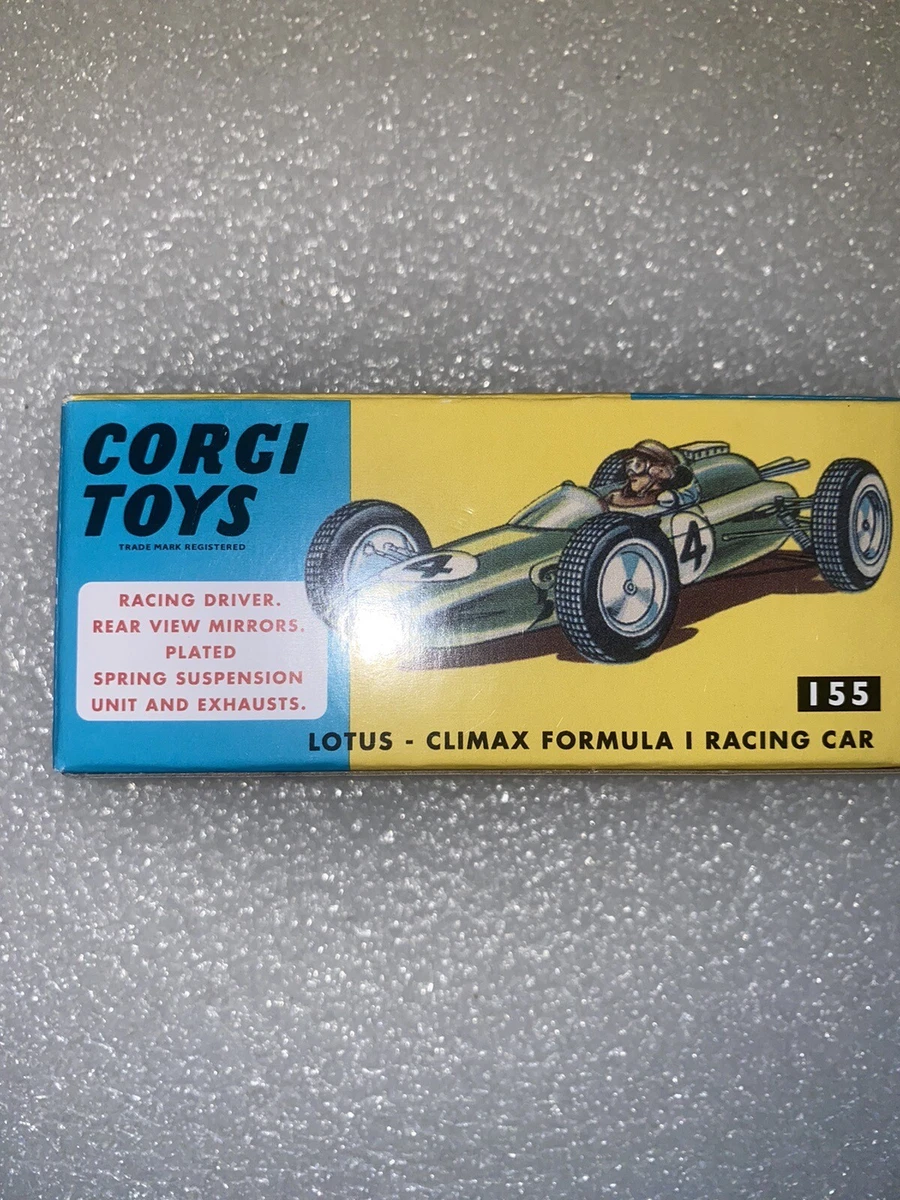 CORGI
TOYS
TRADE MARK REGISTERED
RACING DRIVER.
REAR VIEW MIRRORS.
PLATED
SPRING SUSPENSION
UNIT AND EXHAUSTS.
4
4
155
LOTUS - CLIMAX FORMULA I RACING CAR